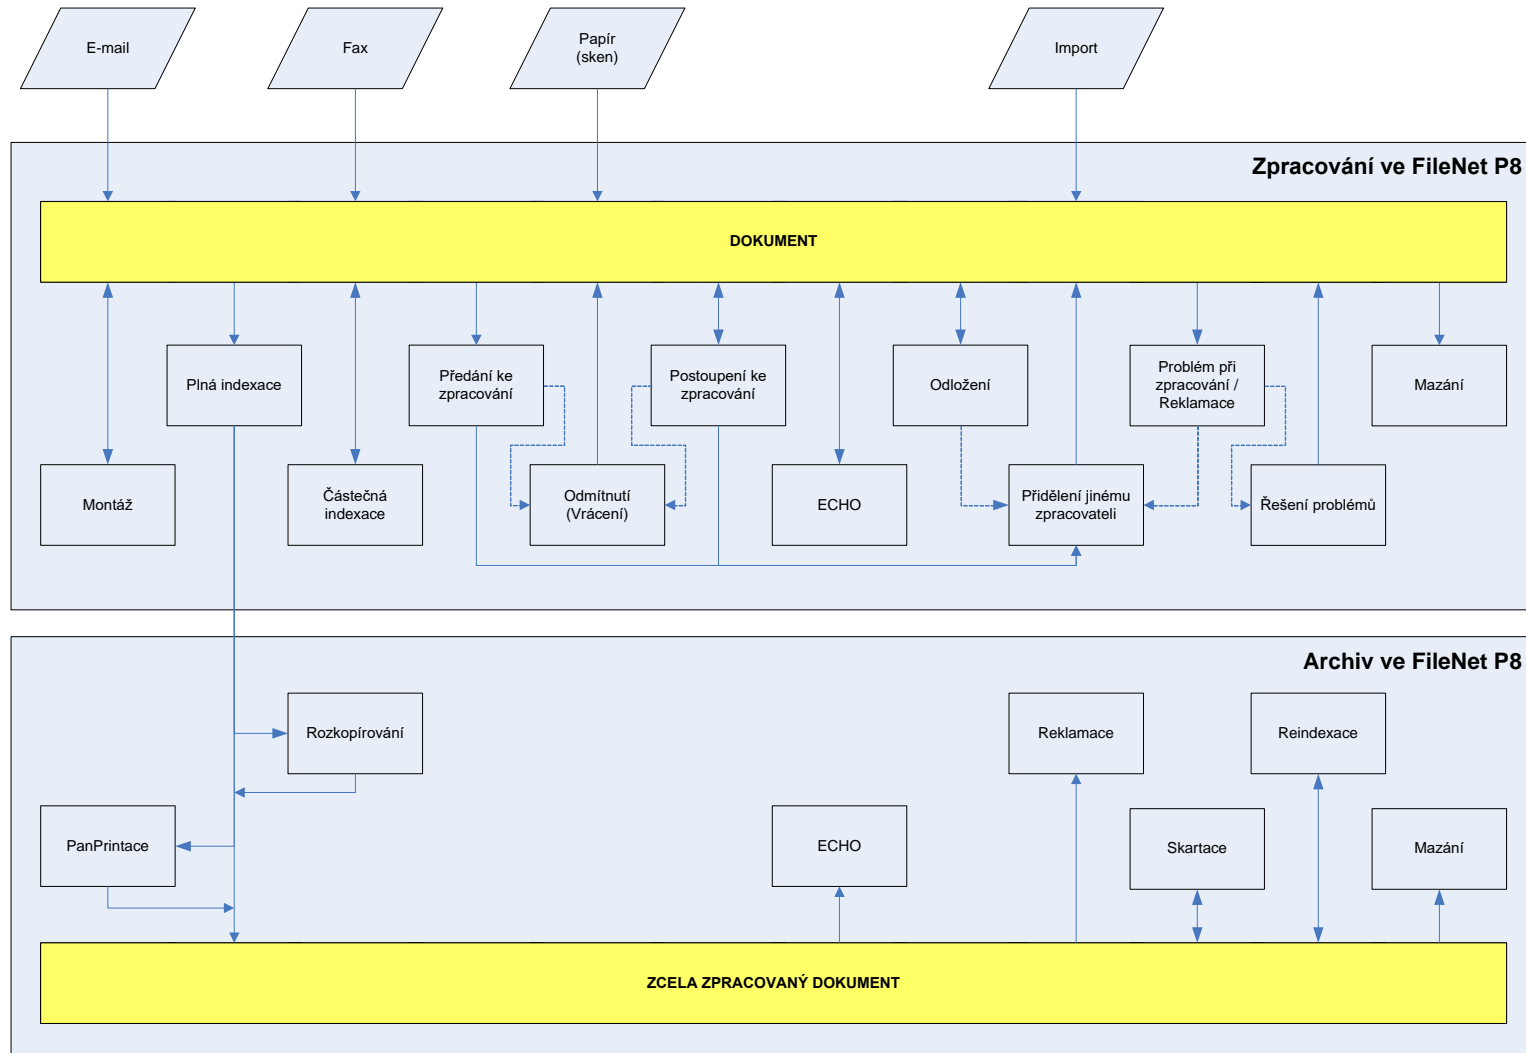 E-mail
Fax
Papír
(sken)
Import
Zpracování ve FileNet P8
DOKUMENT
Plná indexace
Předání ke
zpracování
Postoupení ke
zpracování
Odložení
Problém při
zpracování /
Reklamace
Mazání
Montáž
Částečná
indexace
Odmítnutí
(Vrácení)
ECHO
Přidělení jinému
zpracovateli
Řešení problémů
Archiv ve FileNet P8
Rozkopírování
Reklamace
Reindexace
PanPrintace
ECHO
Skartace
Mazání
ZCELA ZPRACOVANÝ DOKUMENT